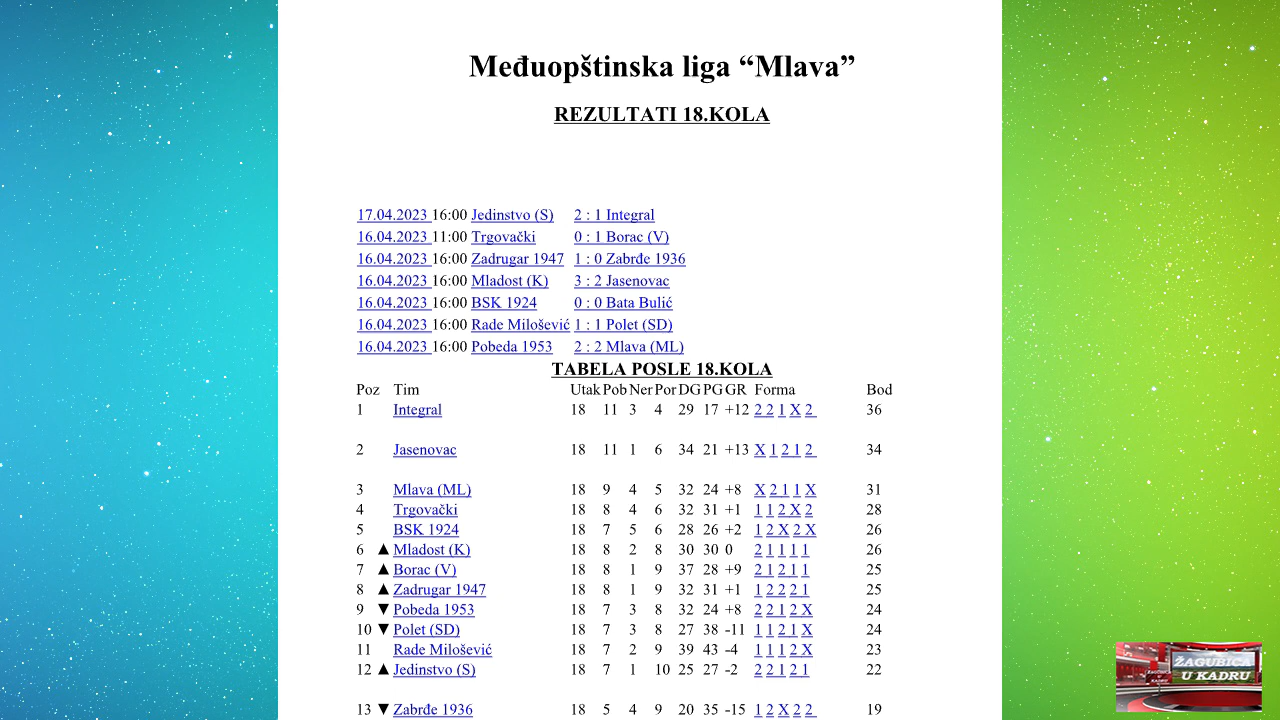 Međuopštinska liga “Mlava”
REZULTATI 18.KOLA
17.04.2023 16:00 Jedinstvo (S) 2 : 1 Integral
16.04.2023 11:00 Trgovački 0 : 1 Borac (V)
16.04.2023 16:00 Zadrugar 1947 1 : 0 Zabrđe 1936
16.04.2023 16:00 Mladost (K) 3 : 2 Jasenovac
16.04.2023 16:00 BSK 1924 0 : 0 Bata Bulić
16.04.2023 16:00 Rade Milošević 1 : 1 Polet (SD)
16.04.2023 16:00 Pobeda 1953 2 : 2 Mlava (ML)
TABELA POSLE 18.KOLA
Poz Tim Utak Pob Ner Por DG PG GR Forma Bod
1 Integral 18 11 3 4 29 17 +12 2 2 1 X 2 36
2 Jasenovac 18 11 1 6 34 21 +13 X 1 2 1 2 34
3 Mlava (ML) 18 9 4 5 32 24 +8 X 2 1 1 X 31
4 Trgovački 18 8 4 6 32 31 +1 1 1 2 X 2 28
5 BSK 1924 18 7 5 6 28 26 +2 1 2 X 2 X 26
6 ▲ Mladost (K) 18 8 2 8 30 30 0 2 1 1 1 1 26
7 ▲ Borac (V) 18 8 1 9 37 28 +9 2 1 2 1 1 25
8 ▲ Zadrugar 1947 18 8 1 9 32 31 +1 1 2 2 2 1 25
9 ▼ Pobeda 1953 18 7 3 8 32 24 +8 2 2 1 2 X 24
10 ▼ Polet (SD) 18 7 3 8 27 38 -11 1 1 2 1 X 24
11 Rade Milošević 18 7 2 9 39 43 -4 1 1 1 2 X 23
12 ▲ Jedinstvo (S) 18 7 1 10 25 27 -2 2 2 1 2 1 22
13 ▼ Zabrđe 1936 18 5 4 9 20 35 -15 1 2 X 2 2 19
ŽAGUBICA
U KADRU